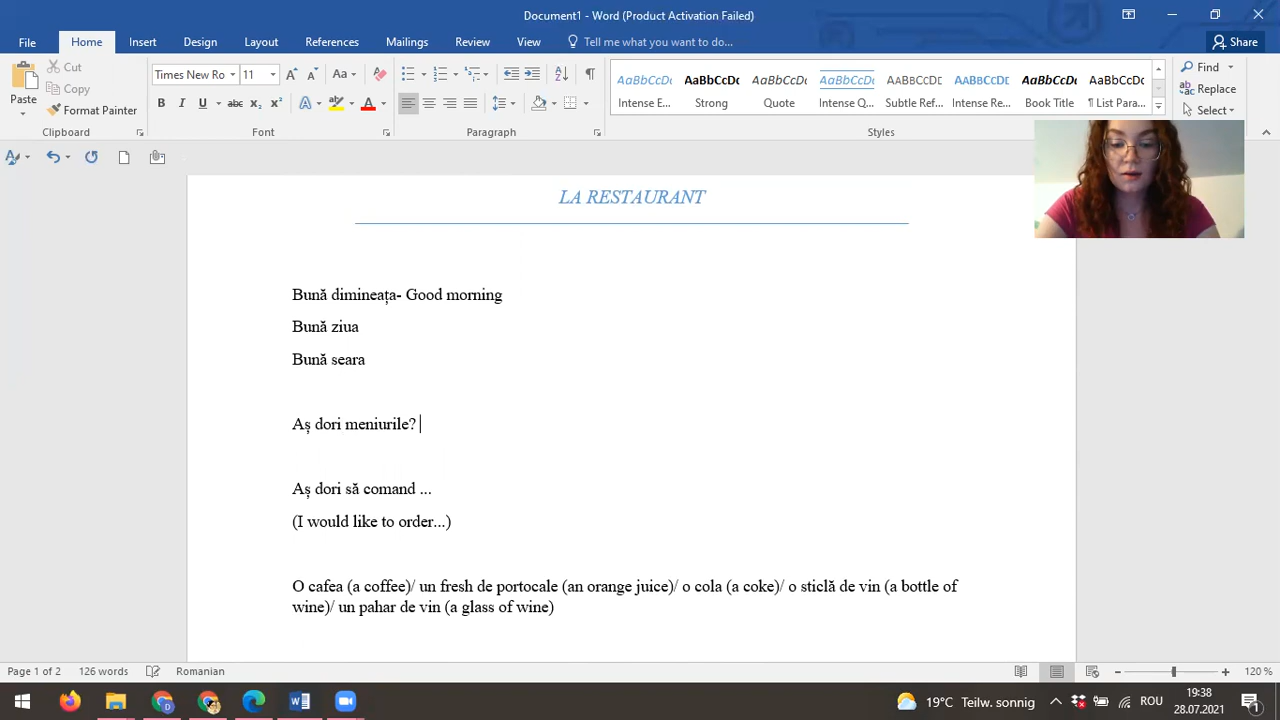 Document1 - Word (Product Activation Failed)
File Home Insert Design Layout References Mailings Review View Tell me what you want to do... Share
Paste Cut Copy Format Painter
Times New Ro 11 Aa
AaBbCcDc AaBbCcDc AaBbCcDc AaBbCcDc AaBbCcDc AaBbCcDc AaBbCcDc AaBbCcDc
Intense E... Strong Quote Intense Q... Subtle Ref... Intense Re... Book Title ¶ List Para...
Find Replace Select
Clipboard Font Paragraph Styles
LA RESTAURANT
Bună dimineața- Good morning
Bună ziua
Bună seara
Aș dori meniurile?
Aș dori să comand ...
(I would like to order...)
O cafea (a coffee)/ un fresh de portocale (an orange juice)/ o cola (a coke)/ o sticlă de vin (a bottle of
wine)/ un pahar de vin (a glass of wine)
Page 1 of 2 126 words Romanian 120 %
19°C Teilw. sonnig ROU 19:38
28.07.2021